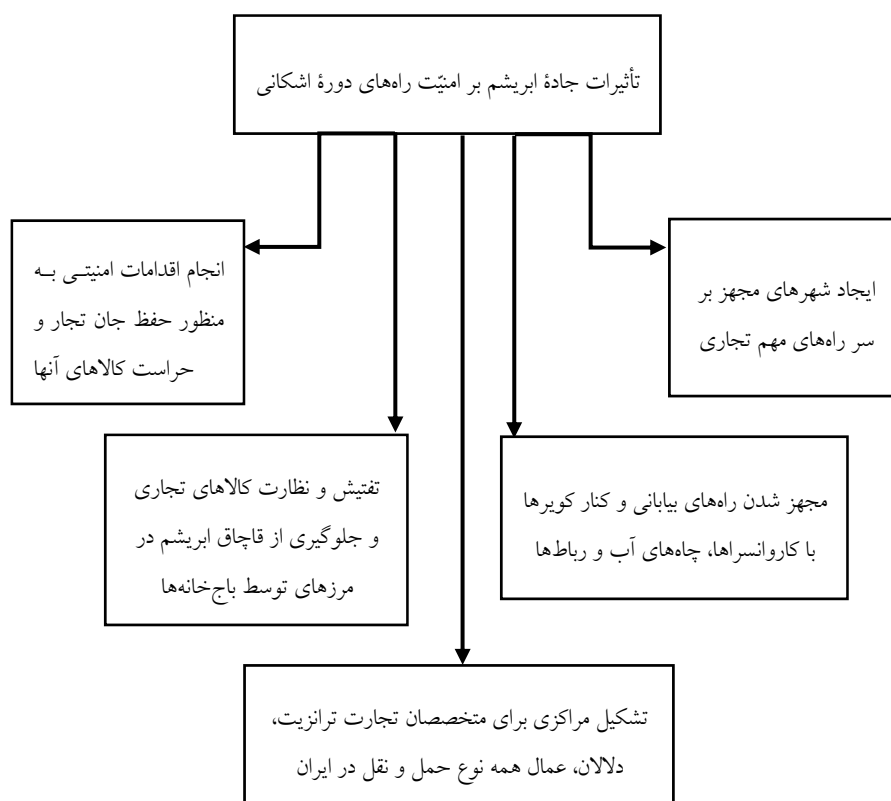 تأثیرات جادۀ ابریشم بر امنیّت راه‌های دورۀ اشکانی
ایجاد شهرهای مجهز بر
سر راه‌های مهم تجاری
انجام اقدامات امنیتی به
منظور حفظ جان تجار و
حراست کالاهای آنها
مجهز شدن راه‌های بیابانی و کنار کویرها
با کاروانسراها، چاه‌های آب و رباط‌ها
تفتیش و نظارت کالاهای تجاری
و جلوگیری از قاچاق ابریشم در
مرزهای توسط باج‌خانه‌ها
تشکیل مراکزی برای متخصصان تجارت ترانزیت،
دلالان، عمال همه نوع حمل و نقل در ایران